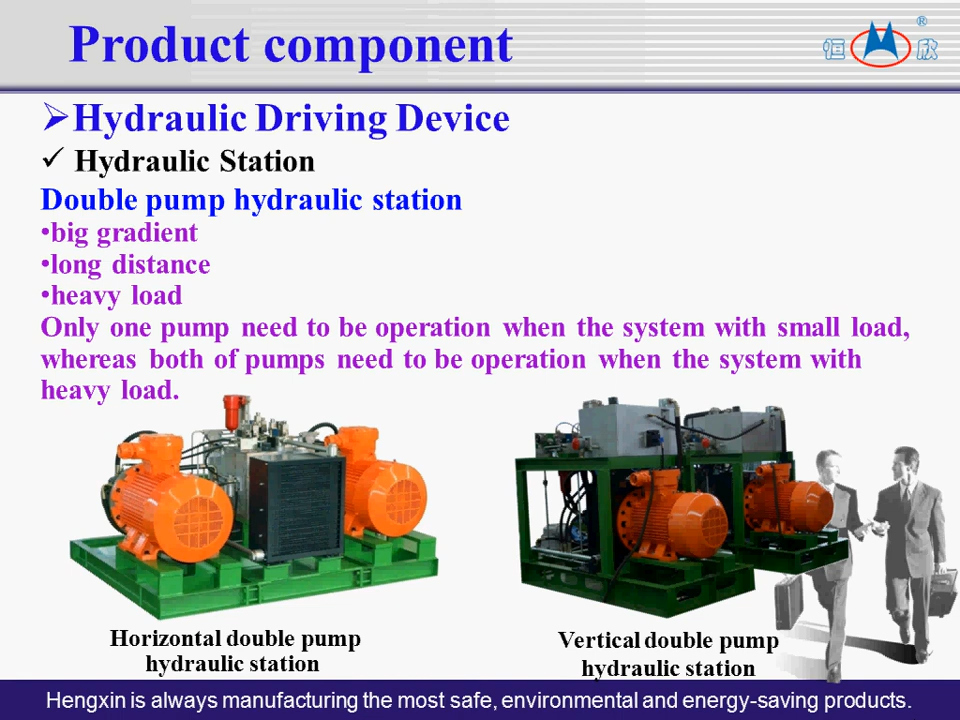 Product component
®
恒 欣
➢Hydraulic Driving Device
✓ Hydraulic Station
Double pump hydraulic station
•big gradient
•long distance
•heavy load
Only one pump need to be operation when the system with small load,
whereas both of pumps need to be operation when the system with
heavy load.
Horizontal double pump
hydraulic station
Vertical double pump
hydraulic station
Hengxin is always manufacturing the most safe, environmental and energy-saving products.